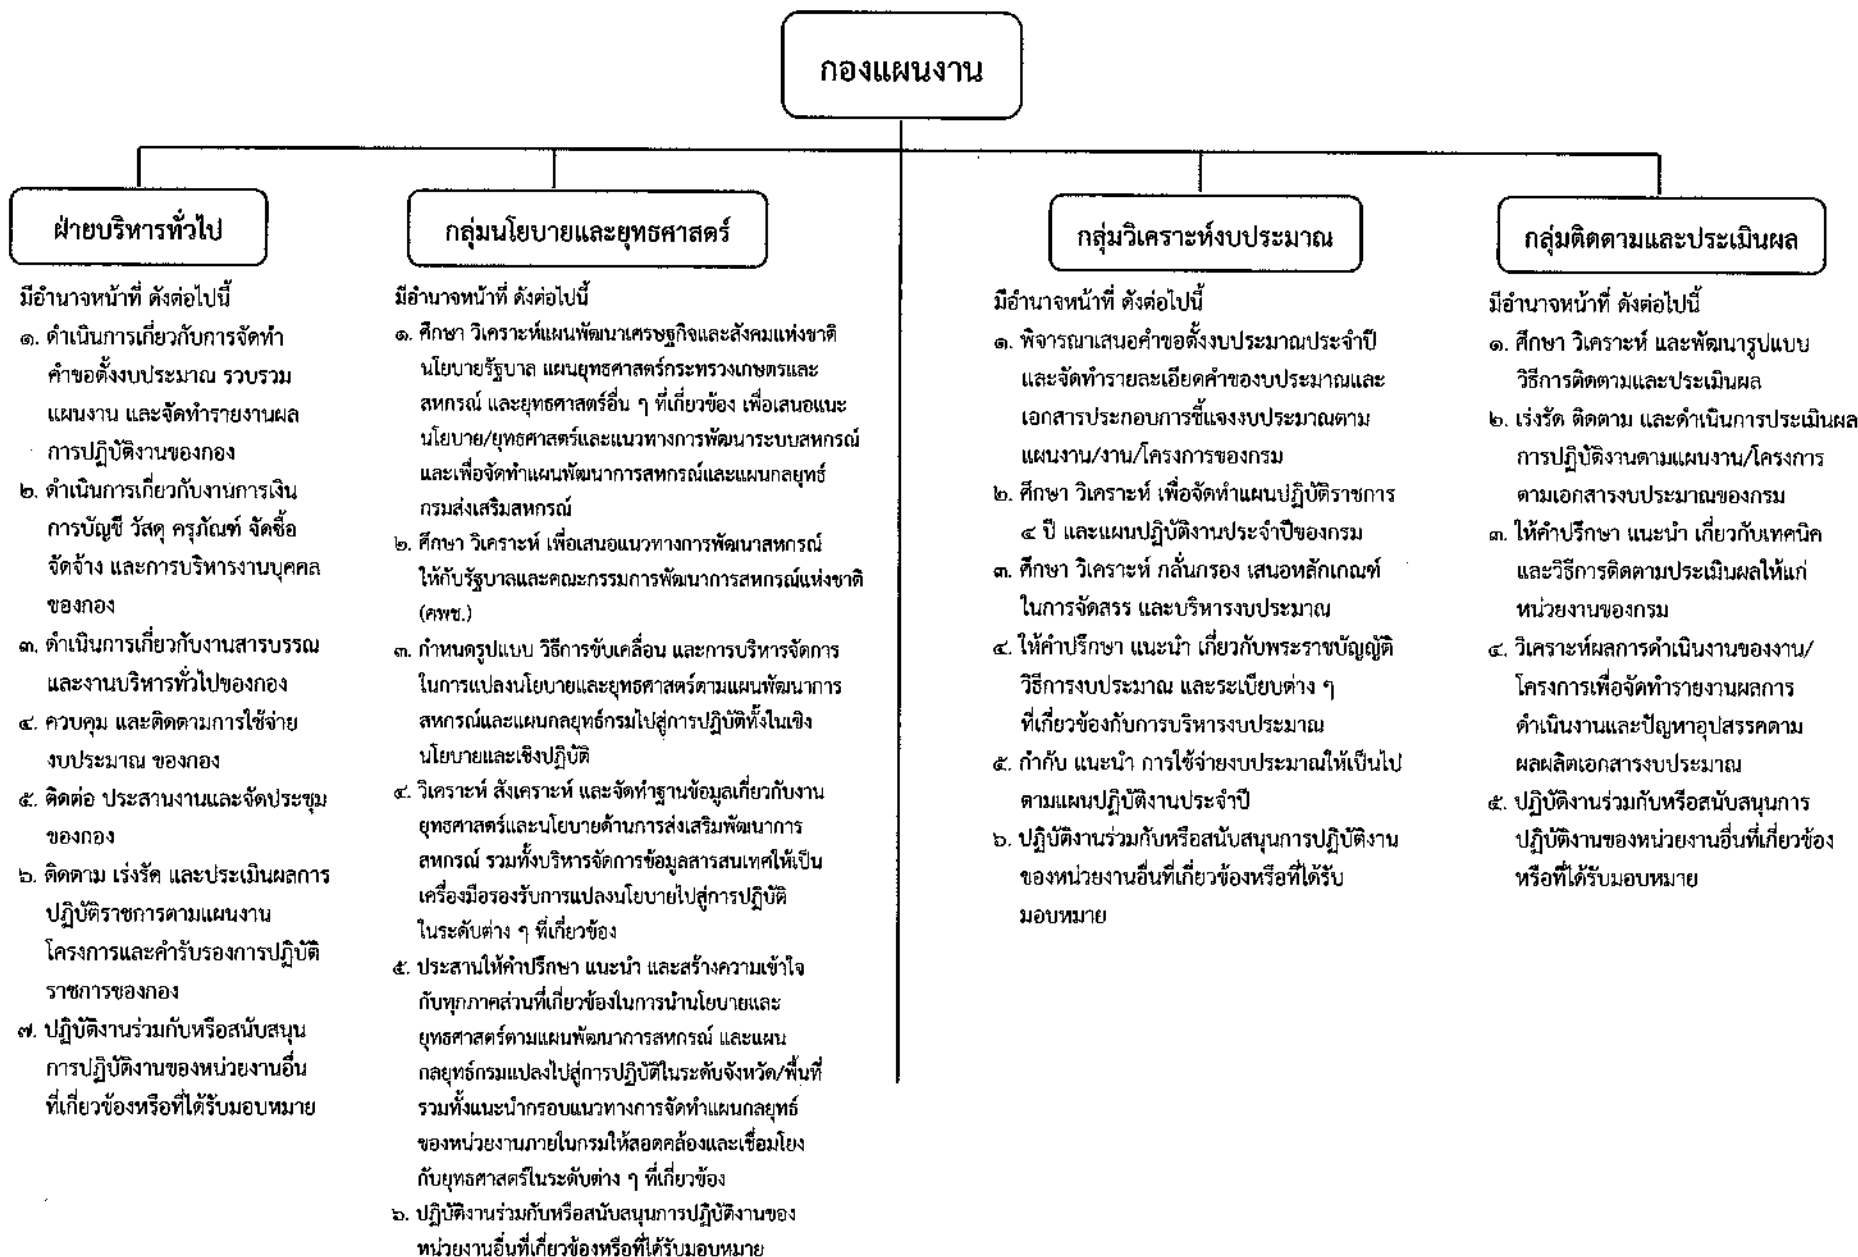 กองแผนงาน
ฝ่ายบริหารทั่วไป
มีอำนาจหน้าที่ ดังต่อไปนี้
๑. ดำเนินการเกี่ยวกับการจัดทำ
คำขอตั้งงบประมาณ รวบรวม
แผนงาน และจัดทำรายงานผล
การปฏิบัติงานของกอง
๒. ดำเนินการเกี่ยวกับงานการเงิน
การบัญชี วัสดุ ครุภัณฑ์ จัดซื้อ
จัดจ้าง และการบริหารงานบุคคล
ของกอง
๓. ดำเนินการเกี่ยวกับงานสารบรรณ
และงานบริหารทั่วไปของกอง
๔. ควบคุม และติดตามการใช้จ่าย
งบประมาณ ของกอง
๕. ติดต่อ ประสานงานและจัดประชุม
ของกอง
๖. ติดตาม เร่งรัด และประเมินผลการ
ปฏิบัติราชการตามแผนงาน
โครงการและคำรับรองการปฏิบัติ
ราชการของกอง
๗. ปฏิบัติงานร่วมกับหรือสนับสนุน
การปฏิบัติงานของหน่วยงานอื่น
ที่เกี่ยวข้องหรือที่ได้รับมอบหมาย
กลุ่มนโยบายและยุทธศาสตร์
มีอำนาจหน้าที่ ดังต่อไปนี้
๑. ศึกษา วิเคราะห์แผนพัฒนาเศรษฐกิจและสังคมแห่งชาติ
นโยบายรัฐบาล แผนยุทธศาสตร์กระทรวงเกษตรและ
สหกรณ์ และยุทธศาสตร์อื่น ๆ ที่เกี่ยวข้อง เพื่อเสนอแนะ
นโยบาย/ยุทธศาสตร์และแนวทางการพัฒนาระบบสหกรณ์
และเพื่อจัดทำแผนพัฒนาการสหกรณ์และแผนกลยุทธ์
กรมส่งเสริมสหกรณ์
๒. ศึกษา วิเคราะห์ เพื่อเสนอแนวทางการพัฒนาสหกรณ์
ให้กับรัฐบาลและคณะกรรมการพัฒนาการสหกรณ์แห่งชาติ
(คพช.)
๓. กำหนดรูปแบบ วิธีการขับเคลื่อน และการบริหารจัดการ
ในการแปลงนโยบายและยุทธศาสตร์ตามแผนพัฒนาการ
สหกรณ์และแผนกลยุทธ์กรมไปสู่การปฏิบัติทั้งในเชิง
นโยบายและเชิงปฏิบัติ
๔. วิเคราะห์ สังเคราะห์ และจัดทำฐานข้อมูลเกี่ยวกับงาน
ยุทธศาสตร์และนโยบายด้านการส่งเสริมพัฒนาการ
สหกรณ์ รวมทั้งบริหารจัดการข้อมูลสารสนเทศให้เป็น
เครื่องมือรองรับการแปลงนโยบายไปสู่การปฏิบัติ
ในระดับต่าง ๆ ที่เกี่ยวข้อง
๕. ประสานให้คำปรึกษา แนะนำ และสร้างความเข้าใจ
กับทุกภาคส่วนที่เกี่ยวข้องในการนำนโยบายและ
ยุทธศาสตร์ตามแผนพัฒนาการสหกรณ์ และแผน
กลยุทธ์กรมแปลงไปสู่การปฏิบัติในระดับจังหวัด/พื้นที่
รวมทั้งแนะนำกรอบแนวทางการจัดทำแผนกลยุทธ์
ของหน่วยงานภายในกรมให้สอดคล้องและเชื่อมโยง
กับยุทธศาสตร์ในระดับต่าง ๆ ที่เกี่ยวข้อง
๖. ปฏิบัติงานร่วมกับหรือสนับสนุนการปฏิบัติงานของ
หน่วยงานอื่นที่เกี่ยวข้องหรือที่ได้รับมอบหมาย
กลุ่มวิเคราะห์งบประมาณ
มีอำนาจหน้าที่ ดังต่อไปนี้
๑. พิจารณาเสนอคำขอตั้งงบประมาณประจำปี
และจัดทำรายละเอียดคำของบประมาณและ
เอกสารประกอบการชี้แจงงบประมาณตาม
แผนงาน/งาน/โครงการของกรม
๒. ศึกษา วิเคราะห์ เพื่อจัดทำแผนปฏิบัติราชการ
๔ ปี และแผนปฏิบัติงานประจำปีของกรม
๓. ศึกษา วิเคราะห์ กลั่นกรอง เสนอหลักเกณฑ์
ในการจัดสรร และบริหารงบประมาณ
๔. ให้คำปรึกษา แนะนำ เกี่ยวกับพระราชบัญญัติ
วิธีการงบประมาณ และระเบียบต่าง ๆ
ที่เกี่ยวข้องกับการบริหารงบประมาณ
๕. กำกับ แนะนำ การใช้จ่ายงบประมาณให้เป็นไป
ตามแผนปฏิบัติงานประจำปี
๖. ปฏิบัติงานร่วมกับหรือสนับสนุนการปฏิบัติงาน
ของหน่วยงานอื่นที่เกี่ยวข้องหรือที่ได้รับ
มอบหมาย
กลุ่มติดตามและประเมินผล
มีอำนาจหน้าที่ ดังต่อไปนี้
๑. ศึกษา วิเคราะห์ และพัฒนารูปแบบ
วิธีการติดตามและประเมินผล
๒. เร่งรัด ติดตาม และดำเนินการประเมินผล
การปฏิบัติงานตามแผนงาน/โครงการ
ตามเอกสารงบประมาณของกรม
๓. ให้คำปรึกษา แนะนำ เกี่ยวกับเทคนิค
และวิธีการติดตามประเมินผลให้แก่
หน่วยงานของกรม
๔. วิเคราะห์ผลการดำเนินงานของงาน/
โครงการเพื่อจัดทำรายงานผลการ
ดำเนินงานและปัญหาอุปสรรคตาม
ผลผลิตเอกสารงบประมาณ
๕. ปฏิบัติงานร่วมกับหรือสนับสนุนการ
ปฏิบัติงานของหน่วยงานอื่นที่เกี่ยวข้อง
หรือที่ได้รับมอบหมาย